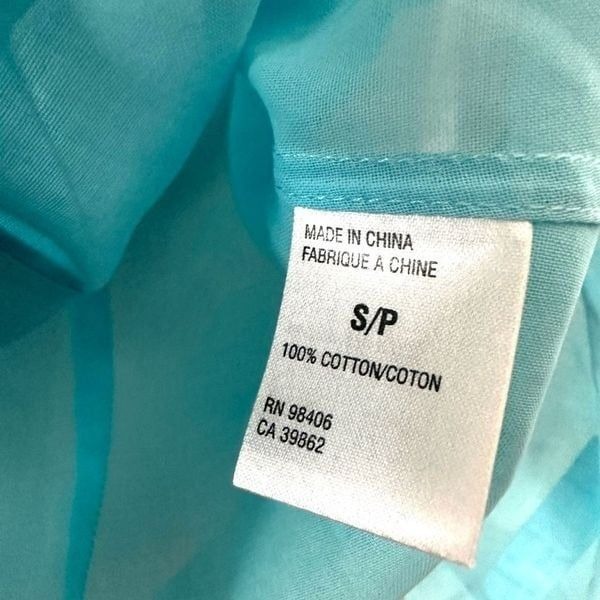 MADE IN CHINA
FABRIQUE A CHINE
S/P
100% COTTON/COTON
RN 98406
CA 39862